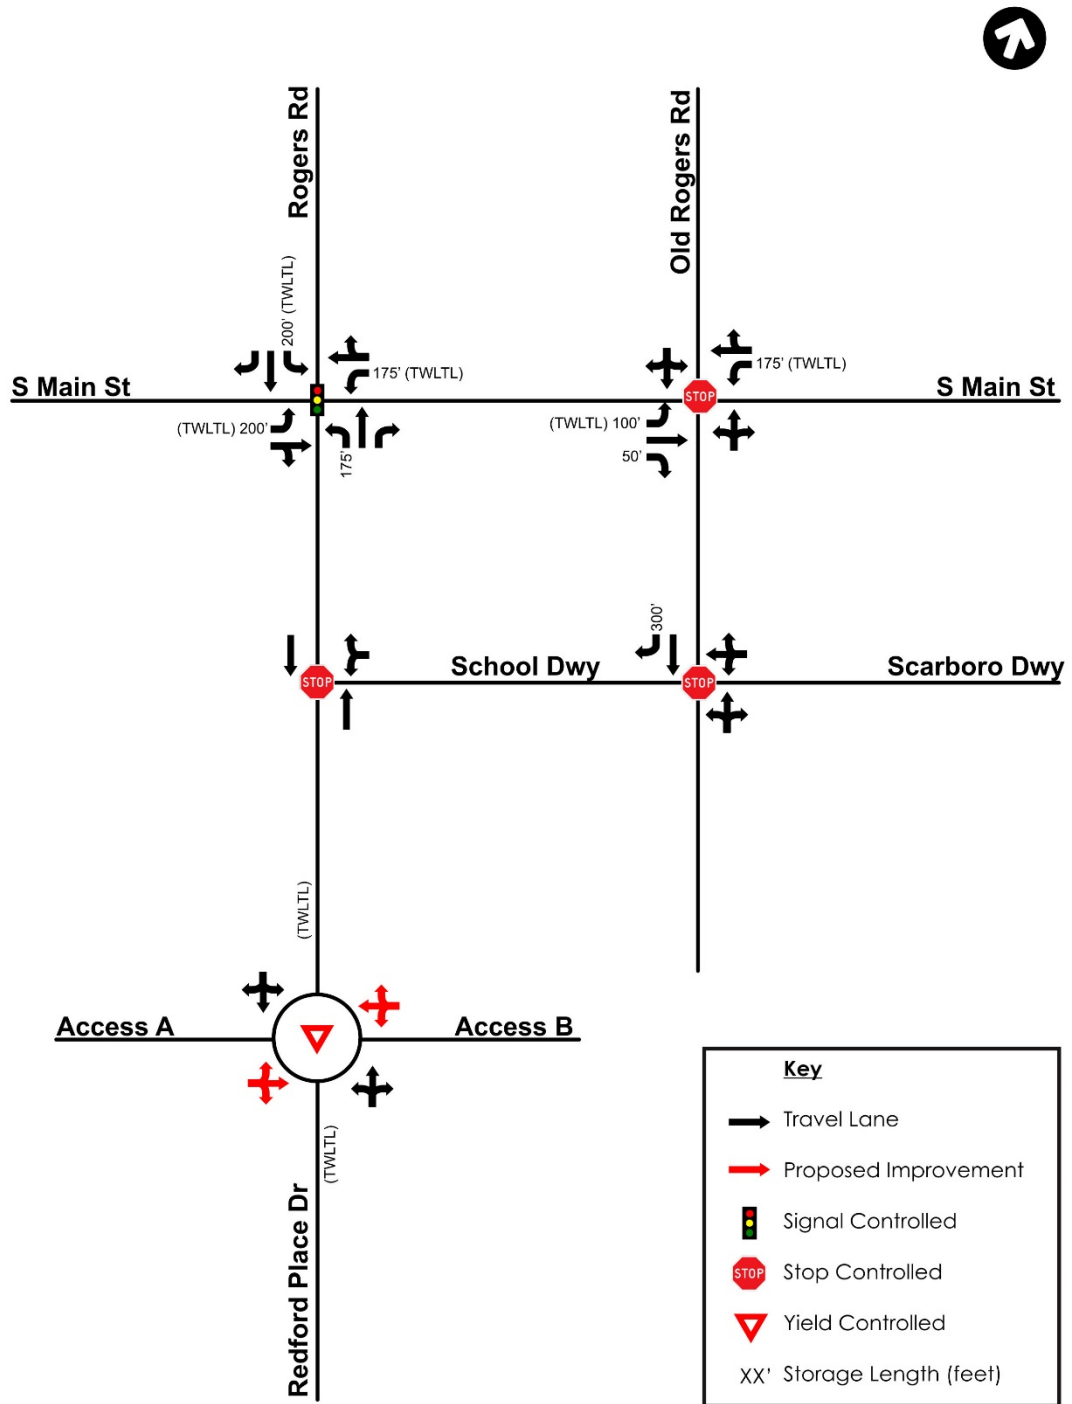 Rogers Rd
Old Rogers Rd
200' (TWLTL)
175' (TWLTL)
175' (TWLTL)
S Main St
S Main St
STOP
(TWLTL) 200'
(TWLTL) 100'
175'
50'
300'
School Dwy
Scarboro Dwy
STOP
STOP
(TWLTL)
Access A
Access B
(TWLTL)
Redford Place Dr
Key
Travel Lane
Proposed Improvement
Signal Controlled
STOP Stop Controlled
Yield Controlled
XX' Storage Length (feet)